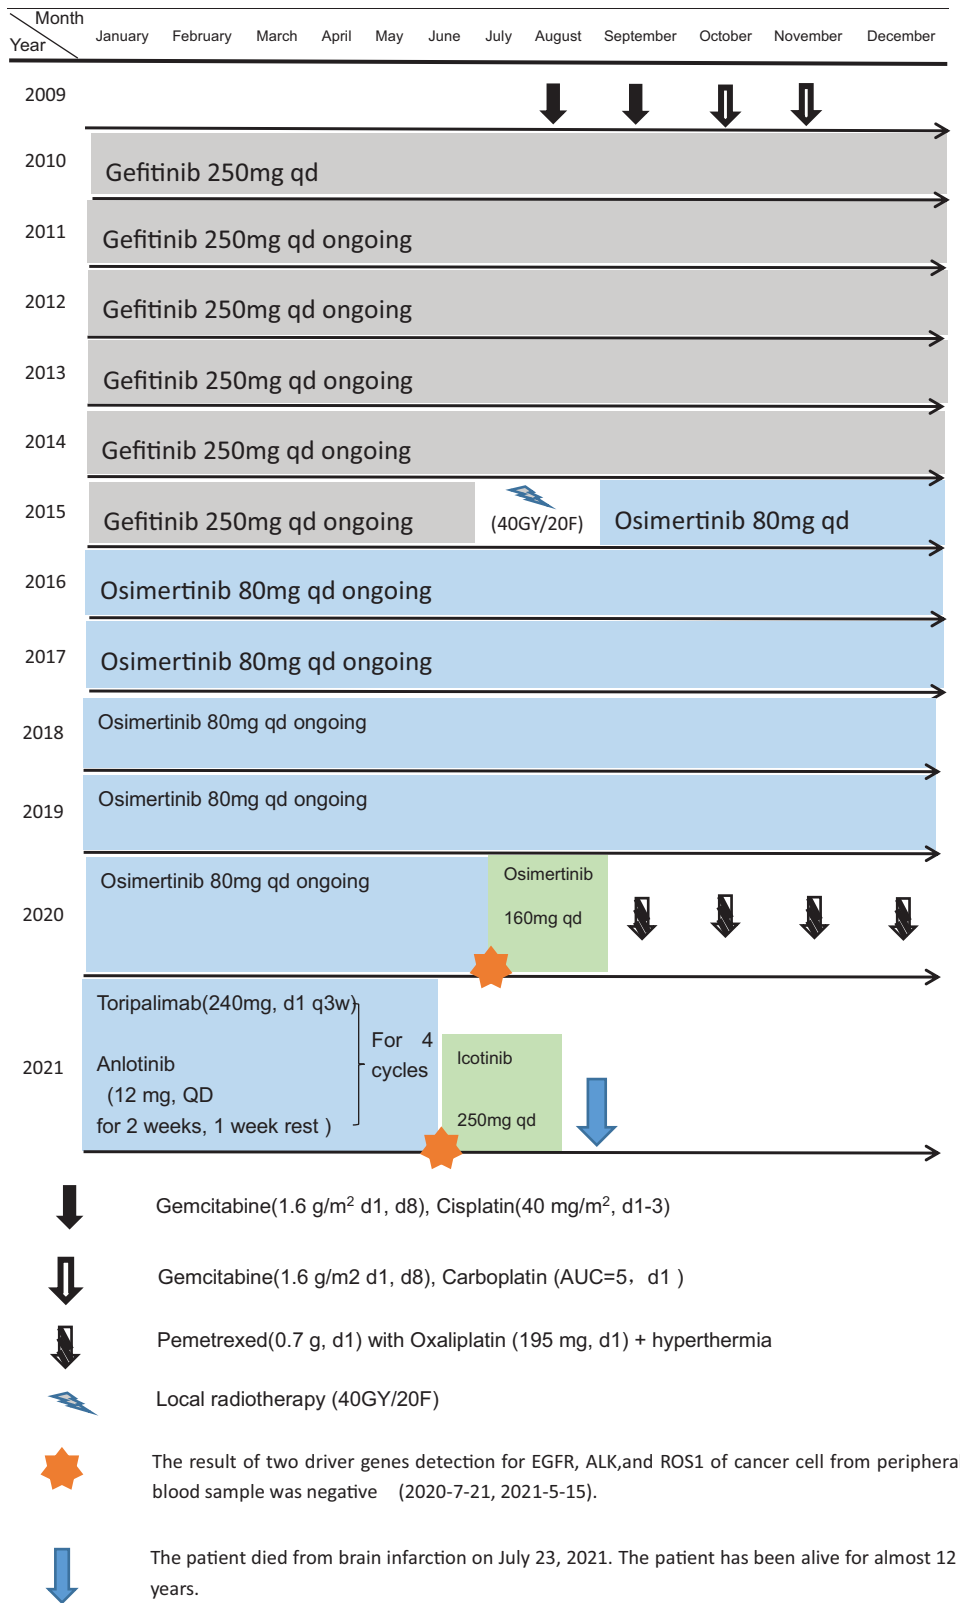 Month
Year
January February March April May June July August September October November December
2009
2010
Gefitinib 250mg qd
2011
Gefitinib 250mg qd ongoing
2012
Gefitinib 250mg qd ongoing
2013
Gefitinib 250mg qd ongoing
2014
Gefitinib 250mg qd ongoing
2015
Gefitinib 250mg qd ongoing
(40GY/20F)
Osimertinib 80mg qd
2016
Osimertinib 80mg qd ongoing
2017
Osimertinib 80mg qd ongoing
2018
Osimertinib 80mg qd ongoing
2019
Osimertinib 80mg qd ongoing
2020
Osimertinib 80mg qd ongoing
Osimertinib
160mg qd
2021
Toripalimab(240mg, d1 q3w)
Anlotinib
(12 mg, QD
for 2 weeks, 1 week rest )
For 4
cycles
Icotinib
250mg qd
Gemcitabine(1.6 g/m² d1, d8), Cisplatin(40 mg/m², d1-3)
Gemcitabine(1.6 g/m2 d1, d8), Carboplatin (AUC=5, d1 )
Pemetrexed(0.7 g, d1) with Oxaliplatin (195 mg, d1) + hyperthermia
Local radiotherapy (40GY/20F)
The result of two driver genes detection for EGFR, ALK,and ROS1 of cancer cell from peripheral
blood sample was negative (2020-7-21, 2021-5-15).
The patient died from brain infarction on July 23, 2021. The patient has been alive for almost 12
years.